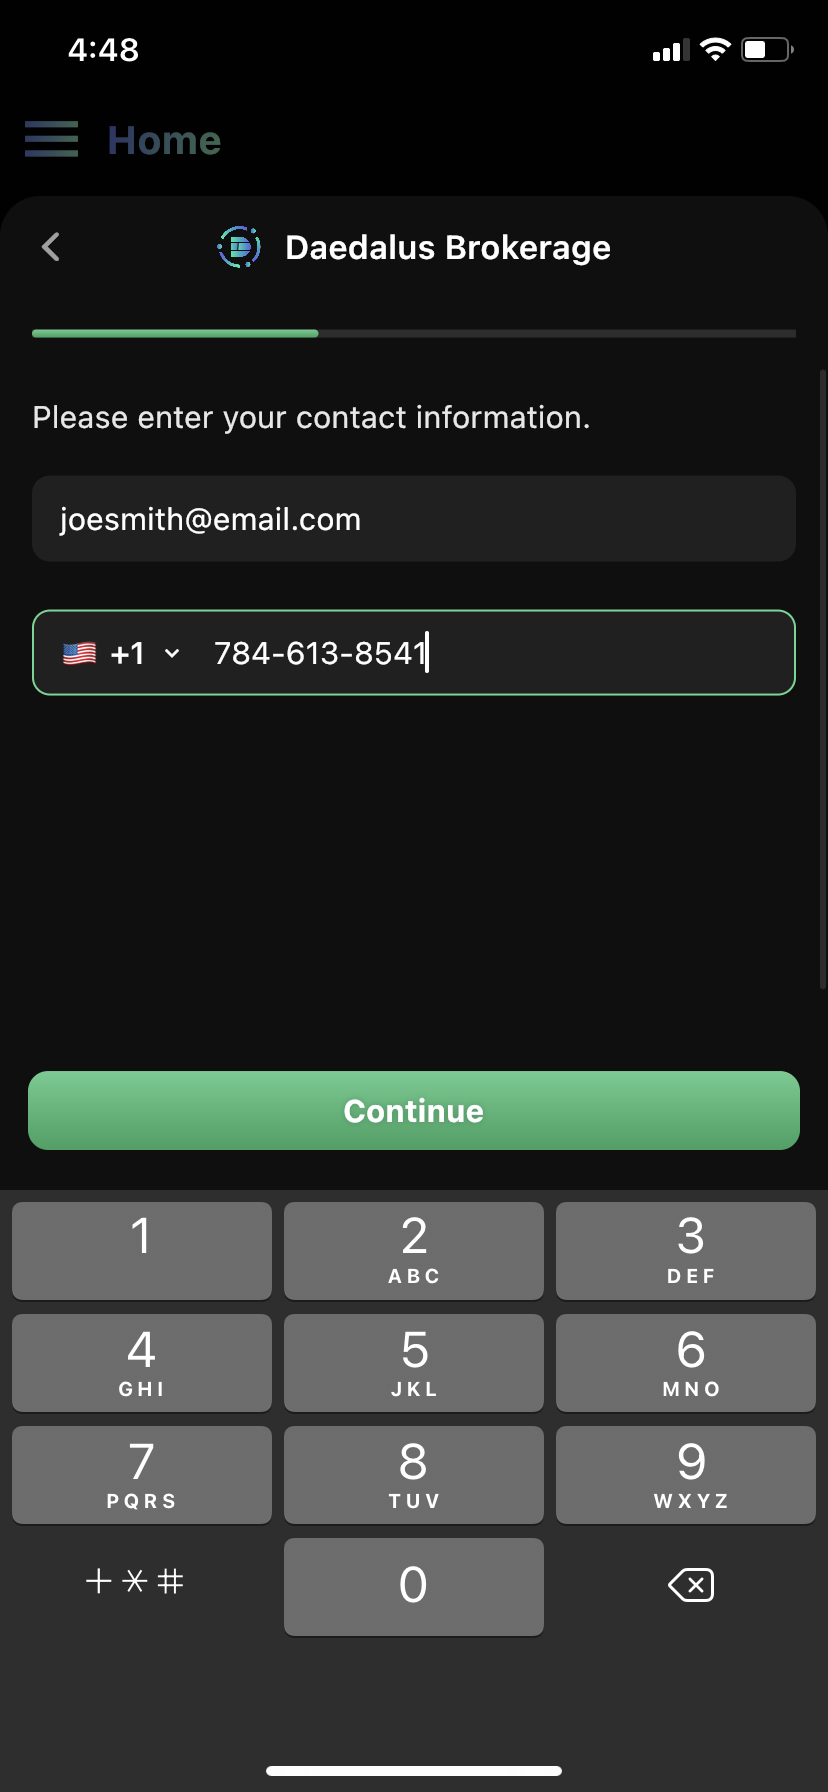 4:48
Home
Daedalus Brokerage
Please enter your contact information.
joesmith@email.com
+1 784-613-8541
Continue
1 2 3
ABC DEF
4 5 6
GHI JKL MNO
7 8 9
PQRS TUV WXYZ
+*# 0